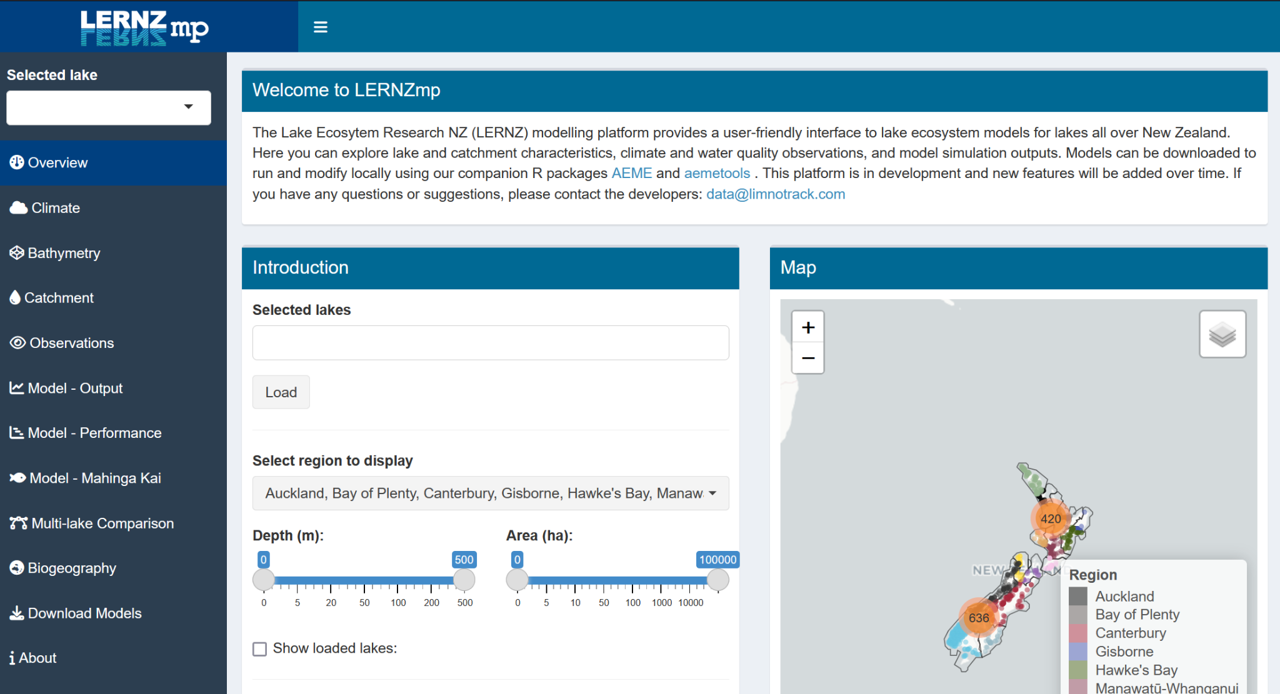 LERNZmp
Selected lake
Overview
Climate
Bathymetry
Catchment
Observations
Model - Output
Model - Performance
Model - Mahinga Kai
Multi-lake Comparison
Biogeography
Download Models
About
Welcome to LERNZmp
The Lake Ecosytem Research NZ (LERNZ) modelling platform provides a user-friendly interface to lake ecosystem models for lakes all over New Zealand.
Here you can explore lake and catchment characteristics, climate and water quality observations, and model simulation outputs. Models can be downloaded to
run and modify locally using our companion R packages AEME and aemetools . This platform is in development and new features will be added over time. If
you have any questions or suggestions, please contact the developers: data@limnotrack.com
Introduction
Selected lakes
Load
Select region to display
Auckland, Bay of Plenty, Canterbury, Gisborne, Hawke's Bay, Manaw
Depth (m):
0 500
0 5 20 50 100 200 500
Area (ha):
0 100000
0 5 10 50 100 1000 10000
Show loaded lakes:
Map
+
−
420
NEW
636
Region
Auckland
Bay of Plenty
Canterbury
Gisborne
Hawke's Bay
Manawatū-Whanganui